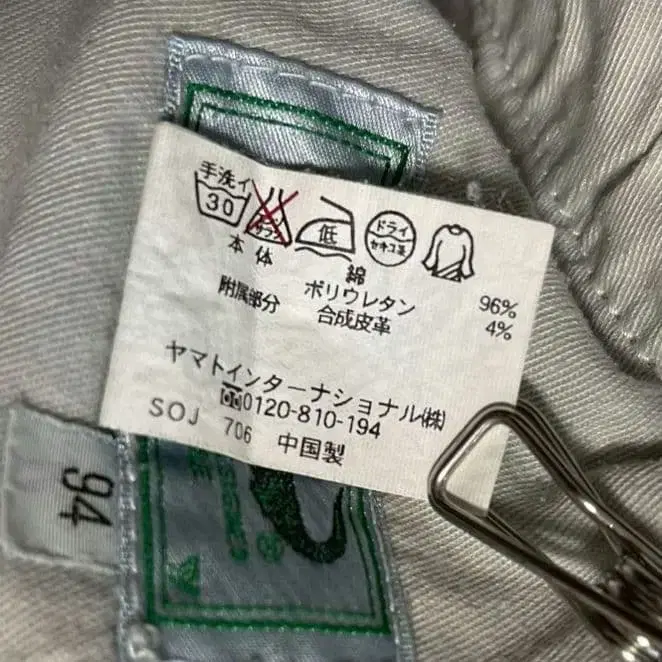 手洗イ
30
低
ドライ
セキユ系
本体 綿 96%
ポリウレタン 4%
附属部分 合成皮革
ヤマトインターナショナル(株)
0120-810-194
SOJ 706 中国製
94